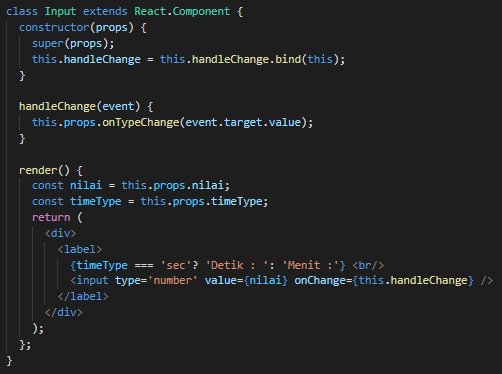 class Input extends React.Component {
  constructor(props) {
    super(props);
    this.handleChange = this.handleChange.bind(this);
  }

  handleChange(event) {
    this.props.onTypeChange(event.target.value);
  }

  render() {
    const nilai = this.props.nilai;
    const timeType = this.props.timeType;
    return (
      <div>
        <label>
          {timeType === 'sec'? 'Detik : ': 'Menit :'} <br/>
          <input type='number' value={nilai} onChange={this.handleChange} />
        </label>
      </div>
    );
  };
}